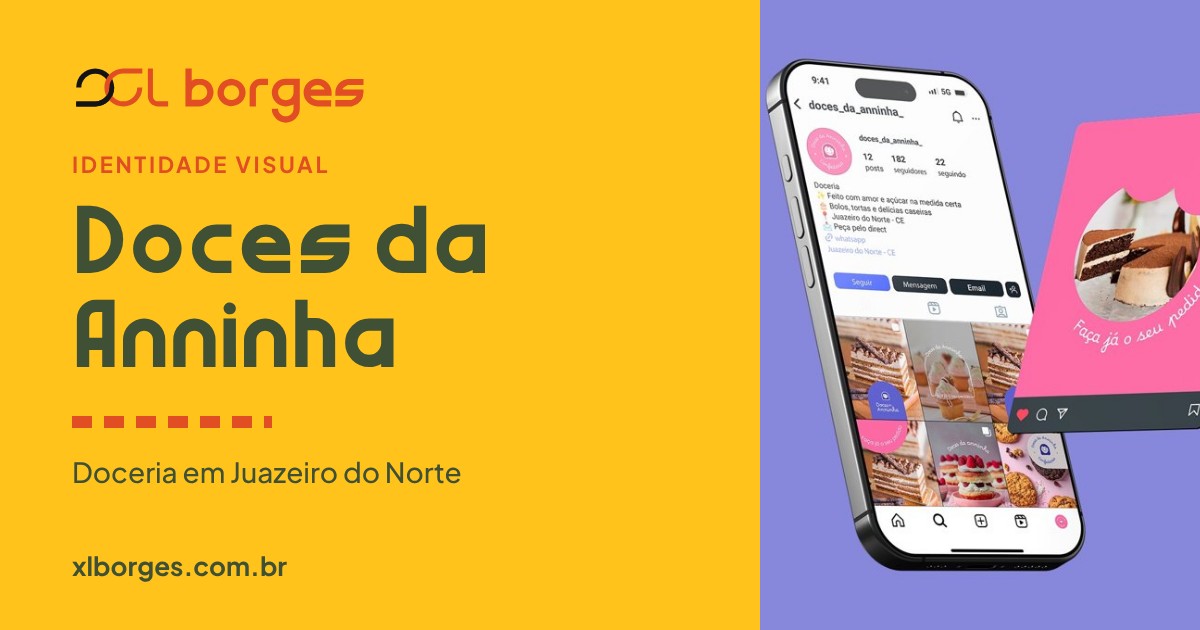 XL borges
IDENTIDADE VISUAL
Doces da
Anninha
Doceria em Juazeiro do Norte
xlborges.com.br
9:41
5G
doces_da_anninha_
doces_da_anninha_
12
182
22
posts
seguidores
seguindo
Doceria
✨ Feito com amor e açúcar na medida certa
🧁 Bolos, tortas e delícias caseiras
📍 Juazeiro do Norte - CE
📩 Peça pelo direct
whatsapp
Juazeiro do Norte - CE
Seguir
Mensagem
Email
Doces da
anninha
Faça já o seu pedid